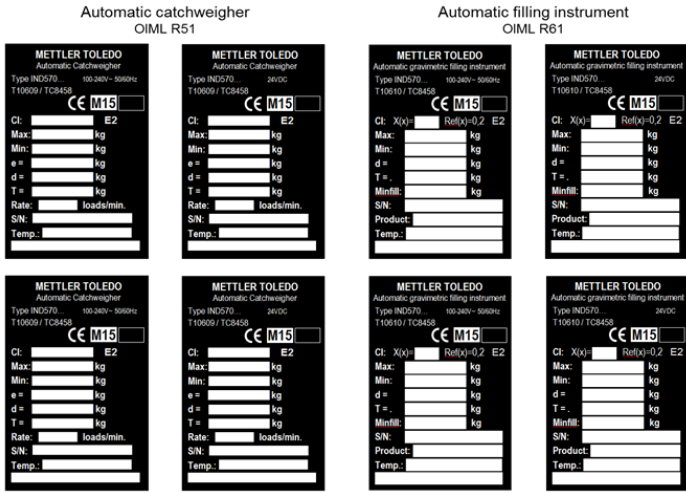 Automatic catchweigher
OIML R51
Automatic filling instrument
OIML R61
METTLER TOLEDO
Automatic Catchweigher
Type IND570... 100-240V~ 50/60Hz
T10609 / TC8458
CE M15
Cl: E2
Max: kg
Min: kg
e = kg
d = kg
T = kg
Rate: loads/min.
S/N:
Temp.:
METTLER TOLEDO
Automatic Catchweigher
Type IND570... 24VDC
T10609 / TC8458
CE M15
Cl: E2
Max: kg
Min: kg
e = kg
d = kg
T = kg
Rate: loads/min.
S/N:
Temp.:
METTLER TOLEDO
Automatic gravimetric filling instrument
Type IND570... 100-240V~ 50/60Hz
T10610 / TC8458
CE M15
Cl: X(x)= Ref(x)=0,2 E2
Max: kg
Min: kg
d = kg
T = . kg
Minfill: kg
S/N:
Product:
Temp.:
METTLER TOLEDO
Automatic gravimetric filling instrument
Type IND570... 24VDC
T10610 / TC8458
CE M15
Cl: X(x)= Ref(x)=0,2 E2
Max: kg
Min: kg
d = kg
T = . kg
Minfill: kg
S/N:
Product:
Temp.:
METTLER TOLEDO
Automatic Catchweigher
Type IND570... 100-240V~ 50/60Hz
T10609 / TC8458
CE M15
Cl: E2
Max: kg
Min: kg
e = kg
d = kg
T = kg
Rate: loads/min.
S/N:
Temp.:
METTLER TOLEDO
Automatic Catchweigher
Type IND570... 24VDC
T10609 / TC8458
CE M15
Cl: E2
Max: kg
Min: kg
e = kg
d = kg
T = kg
Rate: loads/min.
S/N:
Temp.:
METTLER TOLEDO
Automatic gravimetric filling instrument
Type IND570... 100-240V~ 50/60Hz
T10610 / TC8458
CE M15
Cl: X(x)= Ref(x)=0,2 E2
Max: kg
Min: kg
d = kg
T = . kg
Minfill: kg
S/N:
Product:
Temp.:
METTLER TOLEDO
Automatic gravimetric filling instrument
Type IND570... 24VDC
T10610 / TC8458
CE M15
Cl: X(x)= Ref(x)=0,2 E2
Max: kg
Min: kg
d = kg
T = . kg
Minfill: kg
S/N:
Product:
Temp.: